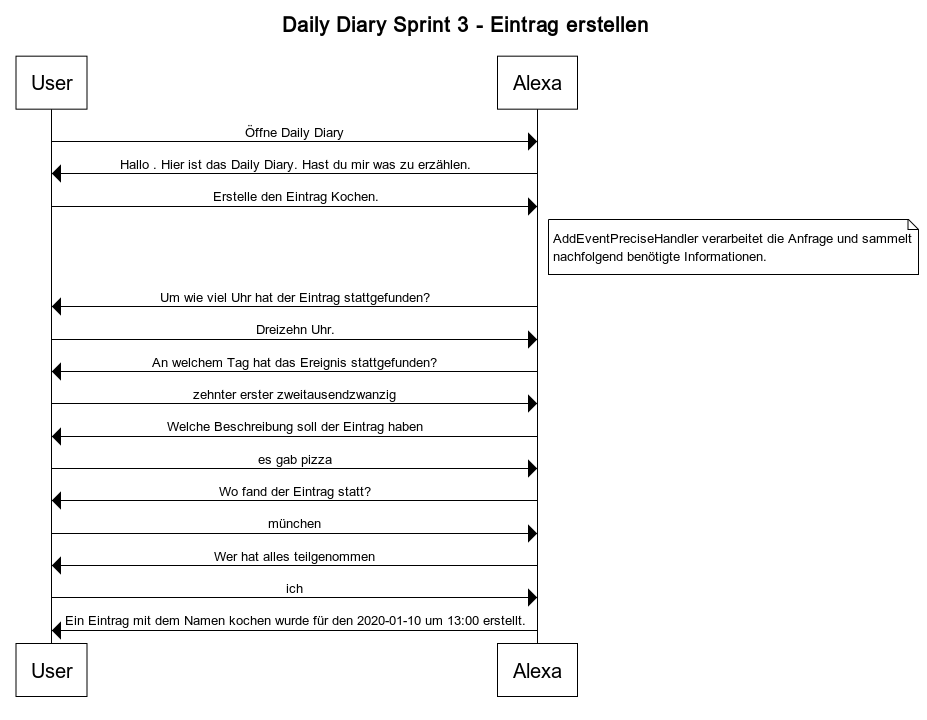 Daily Diary Sprint 3 - Eintrag erstellen
User
Alexa
Öffne Daily Diary
Hallo . Hier ist das Daily Diary. Hast du mir was zu erzählen.
Erstelle den Eintrag Kochen.
AddEventPreciseHandler verarbeitet die Anfrage und sammelt
nachfolgend benötigte Informationen.
Um wie viel Uhr hat der Eintrag stattgefunden?
Dreizehn Uhr.
An welchem Tag hat das Ereignis stattgefunden?
zehnter erster zweitausendzwanzig
Welche Beschreibung soll der Eintrag haben
es gab pizza
Wo fand der Eintrag statt?
münchen
Wer hat alles teilgenommen
ich
Ein Eintrag mit dem Namen kochen wurde für den 2020-01-10 um 13:00 erstellt.
User
Alexa